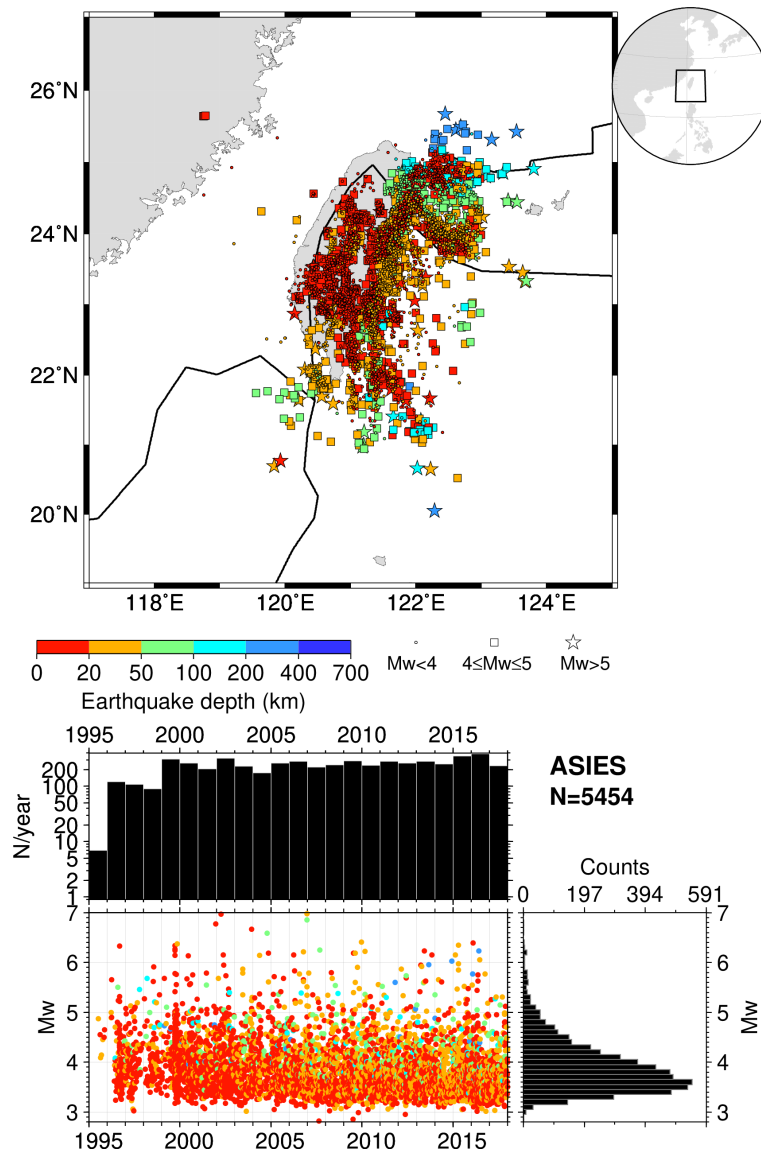 26˚N
24˚N
22˚N
20˚N
118˚E 120˚E 122˚E 124˚E
0 20 50 100 200 400 700
Earthquake depth (km)
Mw<4 4≤Mw≤5 Mw>5
1995 2000 2005 2010 2015
N/year
200
100
50
20
10
5
2
1
ASIES
N=5454
Counts
0 197 394 591
Mw
7
6
5
4
3
1995 2000 2005 2010 2015
7
6
5
4
3
Mw